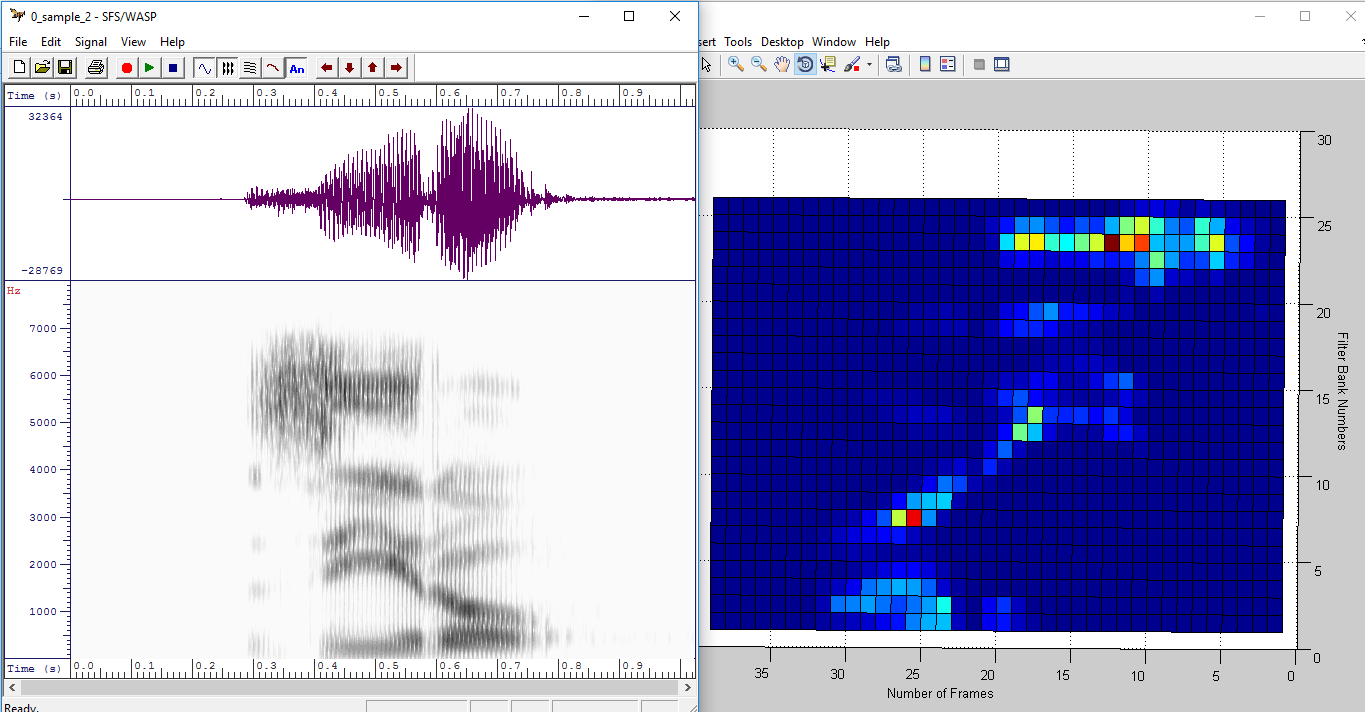 0_sample_2 - SFS/WASP
File Edit Signal View Help
An
Time (s) 0.0 0.1 0.2 0.3 0.4 0.5 0.6 0.7 0.8 0.9
32364
-28769
Hz
7000
6000
5000
4000
3000
2000
1000
Time (s) 0.0 0.1 0.2 0.3 0.4 0.5 0.6 0.7 0.8 0.9
Ready.
sert Tools Desktop Window Help
30
25
20
15
10
5
0
Filter Bank Numbers
35 30 25 20 15 10 5 0
Number of Frames